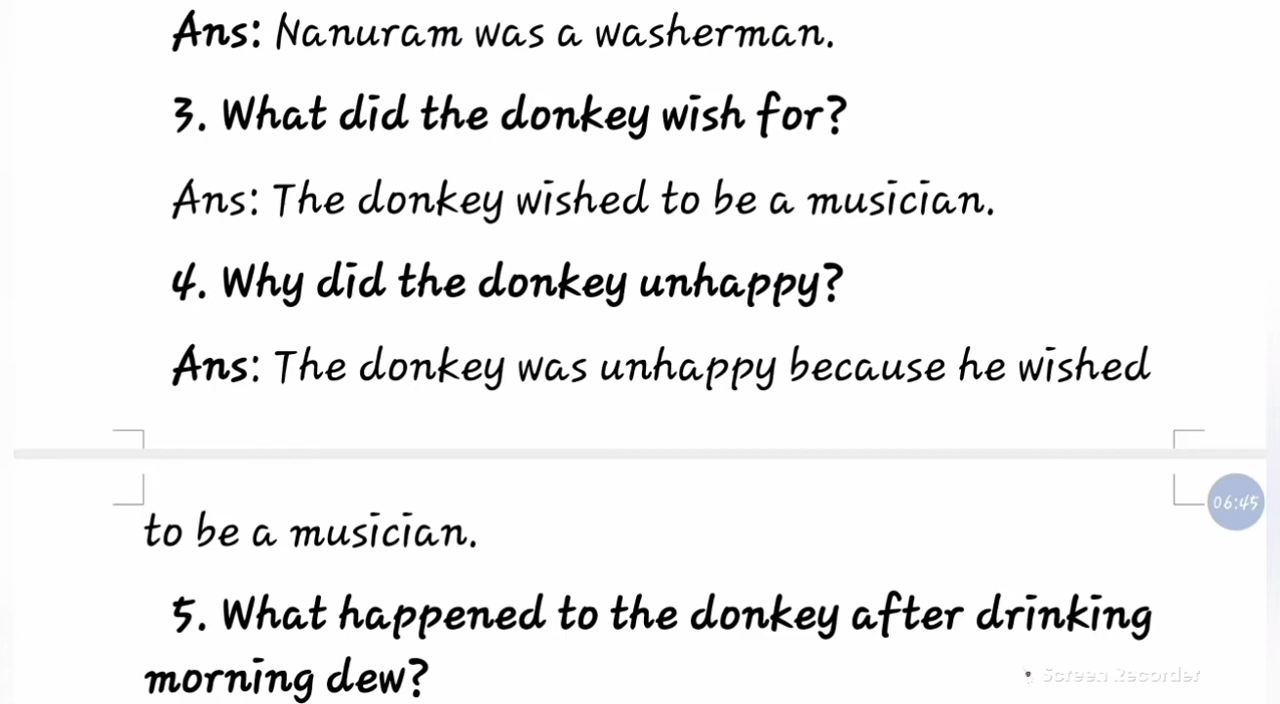 Ans: Nanuram was a washerman.
3. What did the donkey wish for?
Ans: The donkey wished to be a musician.
4. Why did the donkey unhappy?
Ans: The donkey was unhappy because he wished
06:45
to be a musician.
5. What happened to the donkey after drinking
morning dew?
Screen Recorder